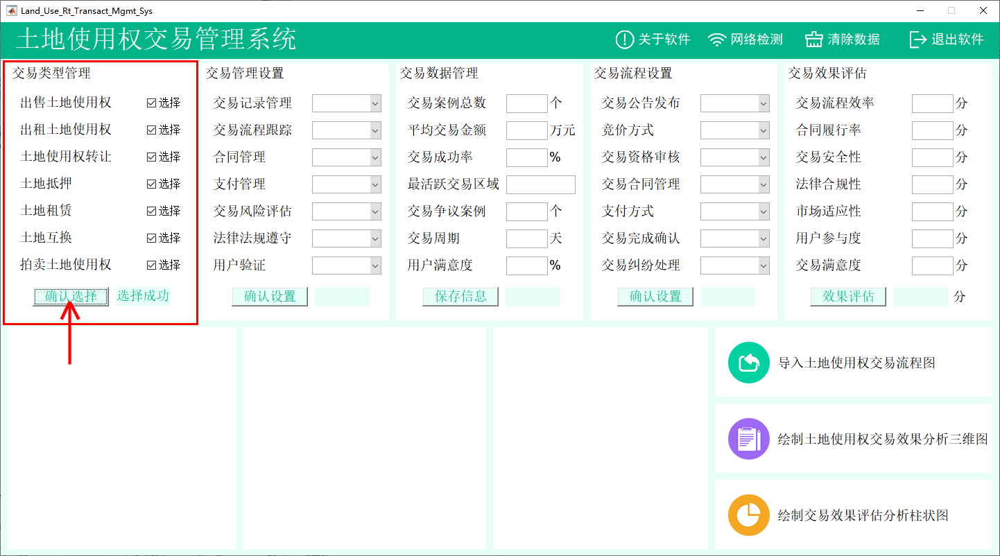 Land_Use_Rt_Transact_Mgmt_Sys
土地使用权交易管理系统
关于软件 网络检测 清除数据 退出软件
交易类型管理
出售土地使用权 选择
出租土地使用权 选择
土地使用权转让 选择
土地抵押 选择
土地租赁 选择
土地互换 选择
拍卖土地使用权 选择
确认选择 选择成功
交易管理设置
交易记录管理
交易流程跟踪
合同管理
支付管理
交易风险评估
法律法规遵守
用户验证
确认设置
交易数据管理
交易案例总数 个
平均交易金额 万元
交易成功率 %
最活跃交易区域
交易争议案例 个
交易周期 天
用户满意度 %
保存信息
交易流程设置
交易公告发布
竞价方式
交易资格审核
交易合同管理
支付方式
交易完成确认
交易纠纷处理
确认设置
交易效果评估
交易流程效率 分
合同履行率 分
交易安全性 分
法律合规性 分
市场适应性 分
用户参与度 分
交易满意度 分
效果评估 分
导入土地使用权交易流程图
绘制土地使用权交易效果分析三维图
绘制交易效果评估分析柱状图